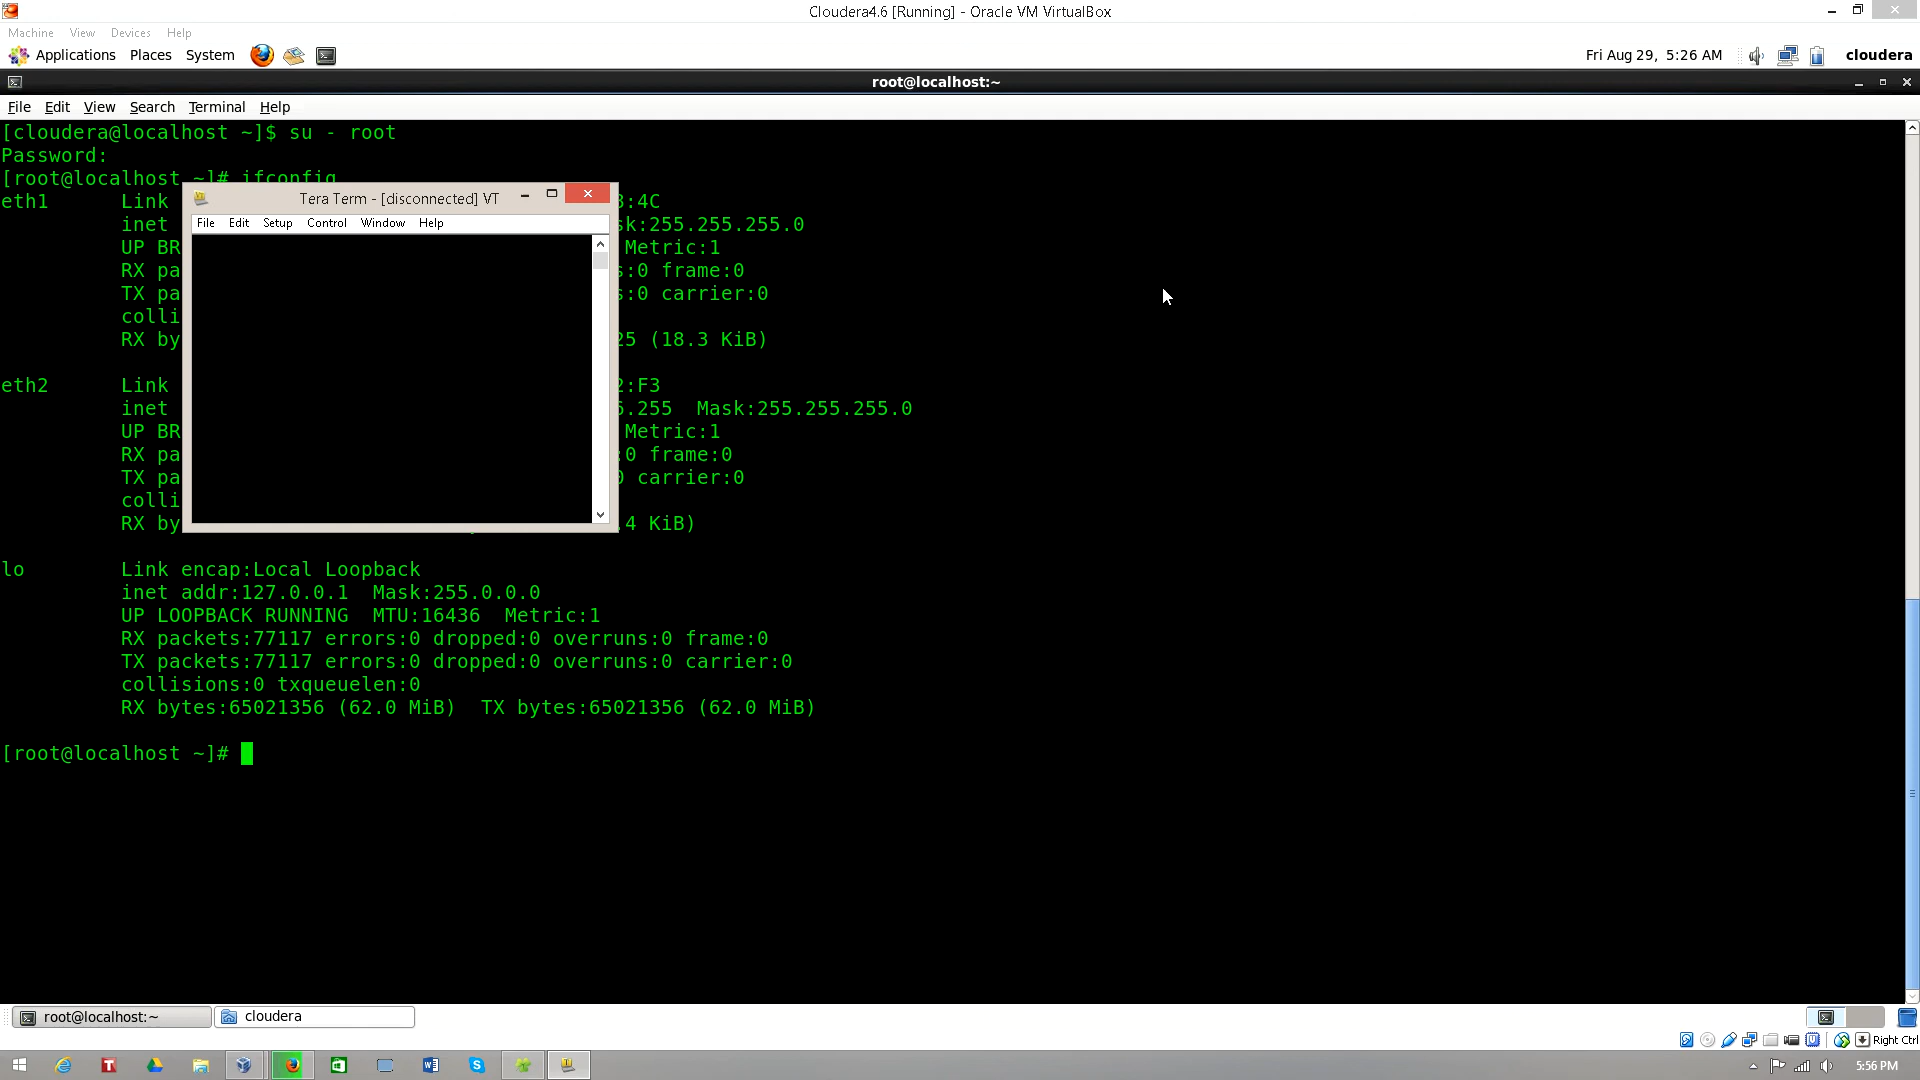 Cloudera4.6 [Running] - Oracle VM VirtualBox
Machine View Devices Help
Applications Places System Fri Aug 29, 5:26 AM cloudera
root@localhost:~
File Edit View Search Terminal Help
[cloudera@localhost ~]$ su - root
Password:
[root@localhost ~]# ifconfig
Tera Term - [disconnected] VT
File Edit Setup Control Window Help
eth1 Link :4C
inet sk:255.255.255.0
UP BR Metric:1
RX pa s:0 frame:0
TX pa s:0 carrier:0
colli
RX by 25 (18.3 KiB)
eth2 Link 2:F3
inet .255 Mask:255.255.255.0
UP BR Metric:1
RX pa :0 frame:0
TX pa carrier:0
colli
RX by .4 KiB)
lo Link encap:Local Loopback
inet addr:127.0.0.1 Mask:255.0.0.0
UP LOOPBACK RUNNING MTU:16436 Metric:1
RX packets:77117 errors:0 dropped:0 overruns:0 frame:0
TX packets:77117 errors:0 dropped:0 overruns:0 carrier:0
collisions:0 txqueuelen:0
RX bytes:65021356 (62.0 MiB) TX bytes:65021356 (62.0 MiB)
[root@localhost ~]#
root@localhost:~ cloudera
Right Ctrl
5:56 PM